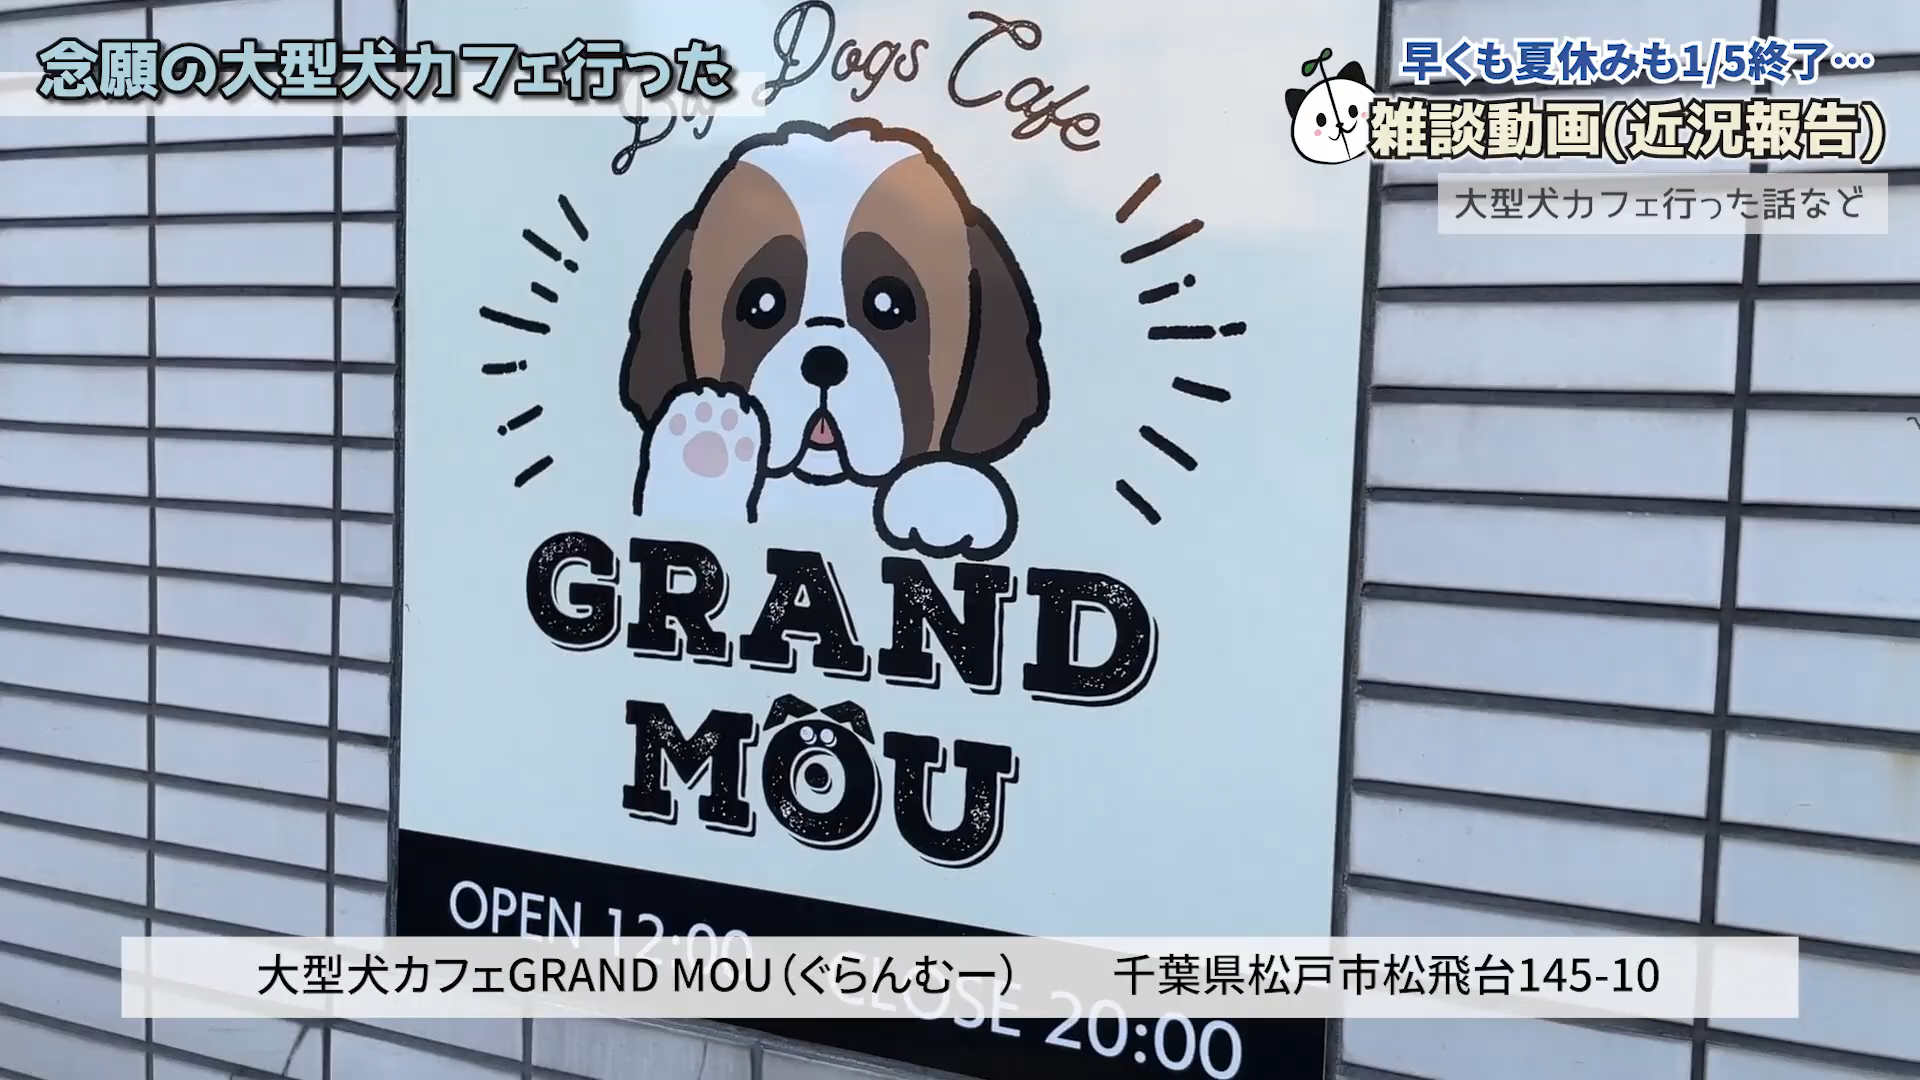 念願の大型犬カフェ行った
早くも夏休みも1/5終了…
雑談動画(近況報告)
大型犬カフェ行った話など
Big Dogs Cafe
GRAND
MOU
OPEN 12:00
CLOSE 20:00
大型犬カフェGRAND MOU（ぐらんむー）　千葉県松戸市松飛台145-10